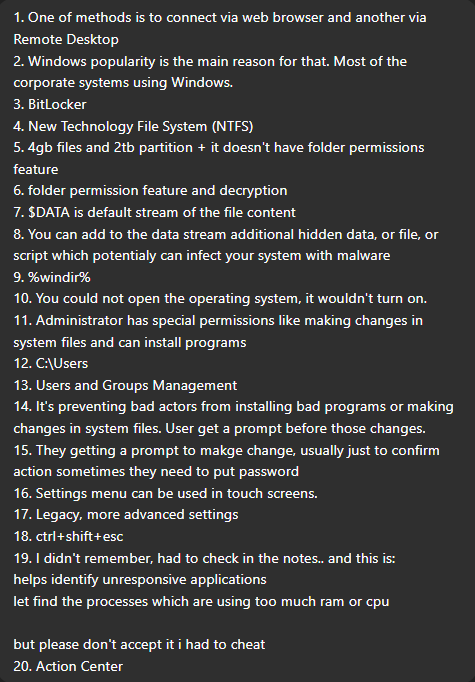 1. One of methods is to connect via web browser and another via
Remote Desktop
2. Windows popularity is the main reason for that. Most of the
corporate systems using Windows.
3. BitLocker
4. New Technology File System (NTFS)
5. 4gb files and 2tb partition + it doesn't have folder permissions
feature
6. folder permission feature and decryption
7. $DATA is default stream of the file content
8. You can add to the data stream additional hidden data, or file, or
script which potentialy can infect your system with malware
9. %windir%
10. You could not open the operating system, it wouldn't turn on.
11. Administrator has special permissions like making changes in
system files and can install programs
12. C:\Users
13. Users and Groups Management
14. It's preventing bad actors from installing bad programs or making
changes in system files. User get a prompt before those changes.
15. They getting a prompt to makge change, usually just to confirm
action sometimes they need to put password
16. Settings menu can be used in touch screens.
17. Legacy, more advanced settings
18. ctrl+shift+esc
19. I didn't remember, had to check in the notes.. and this is:
helps identify unresponsive applications
let find the processes which are using too much ram or cpu
but please don't accept it i had to cheat
20. Action Center